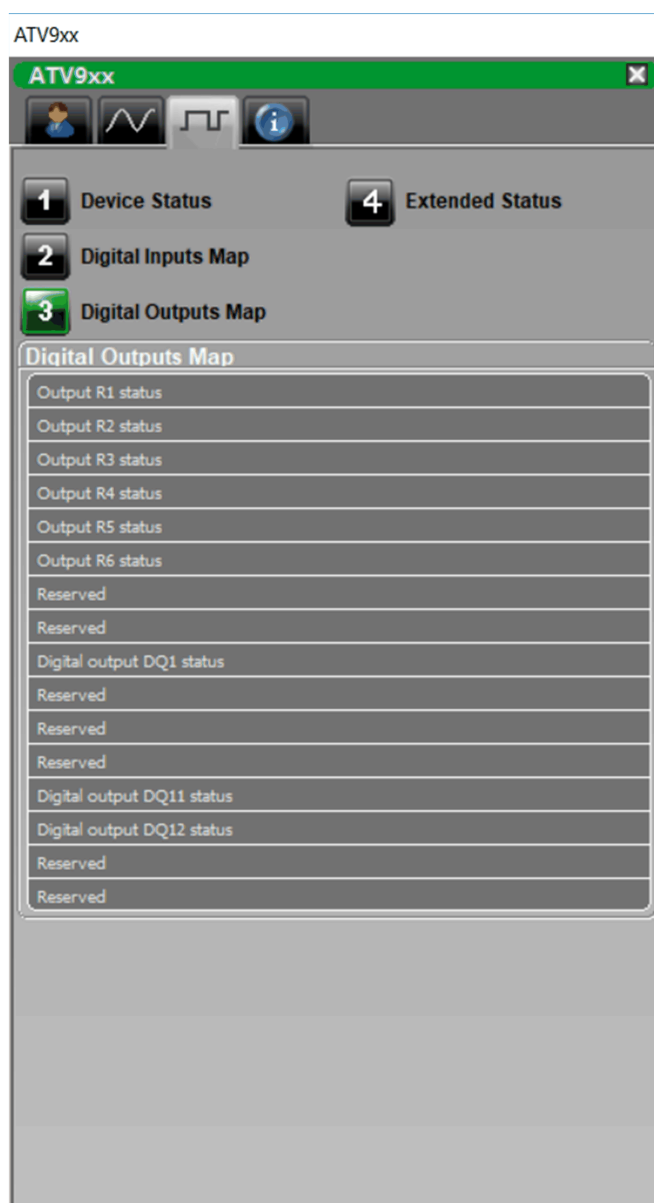 ATV9xx
ATV9xx
1 Device Status
4 Extended Status
2 Digital Inputs Map
3 Digital Outputs Map
Digital Outputs Map
Output R1 status
Output R2 status
Output R3 status
Output R4 status
Output R5 status
Output R6 status
Reserved
Reserved
Digital output DQ1 status
Reserved
Reserved
Reserved
Digital output DQ11 status
Digital output DQ12 status
Reserved
Reserved